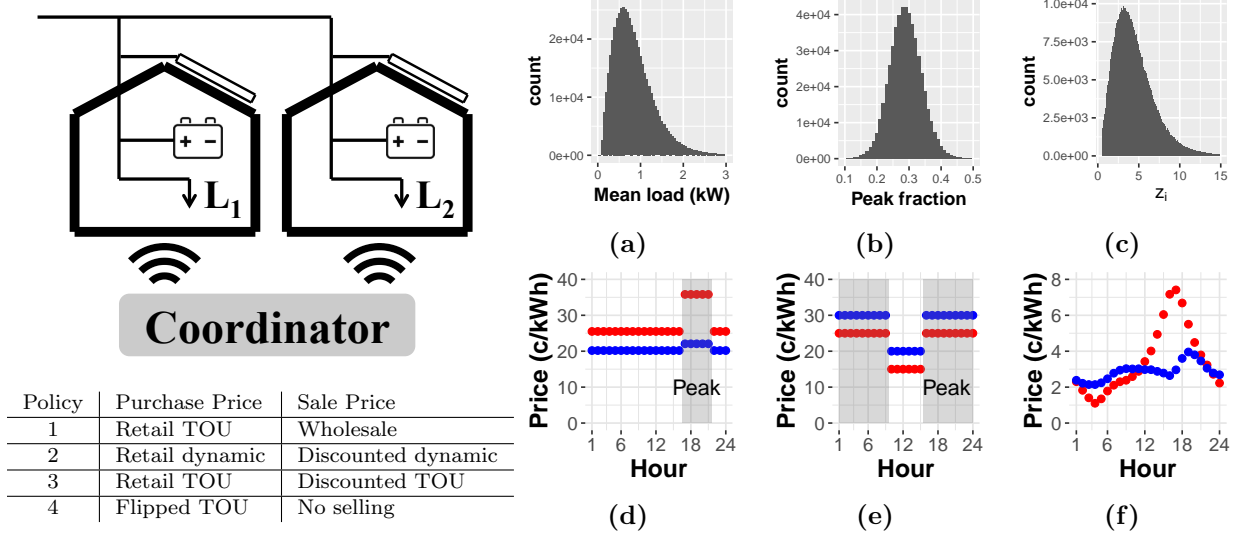 L1
L2
Coordinator
Policy Purchase Price Sale Price
1 Retail TOU Wholesale
2 Retail dynamic Discounted dynamic
3 Retail TOU Discounted TOU
4 Flipped TOU No selling
count
2e+04
1e+04
0e+00
0 1 2 3
Mean load (kW)
(a)
count
4e+04
3e+04
2e+04
1e+04
0e+00
0.1 0.2 0.3 0.4 0.5
Peak fraction
(b)
count
1.0e+04
7.5e+03
5.0e+03
2.5e+03
0.0e+00
0 5 10 15
zi
(c)
Price (c/kWh)
40
30
20
10
0
Peak
1 6 12 18 24
Hour
(d)
Price (c/kWh)
40
30
20
10
0
Peak
1 6 12 18 24
Hour
(e)
Price (c/kWh)
8
6
4
2
0
1 6 12 18 24
Hour
(f)